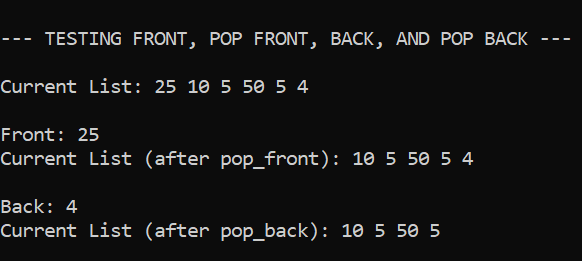 --- TESTING FRONT, POP FRONT, BACK, AND POP BACK ---
Current List: 25 10 5 50 5 4
Front: 25
Current List (after pop_front): 10 5 50 5 4
Back: 4
Current List (after pop_back): 10 5 50 5